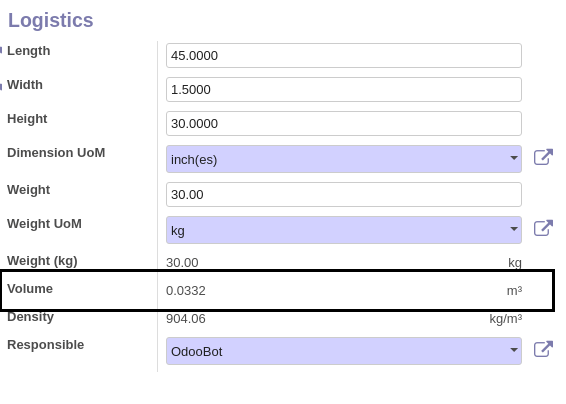 Logistics
Length 45.0000
Width 1.5000
Height 30.0000
Dimension UoM inch(es)
Weight 30.00
Weight UoM kg
Weight (kg) 30.00 kg
Volume 0.0332 m³
Density 904.06 kg/m³
Responsible OdooBot